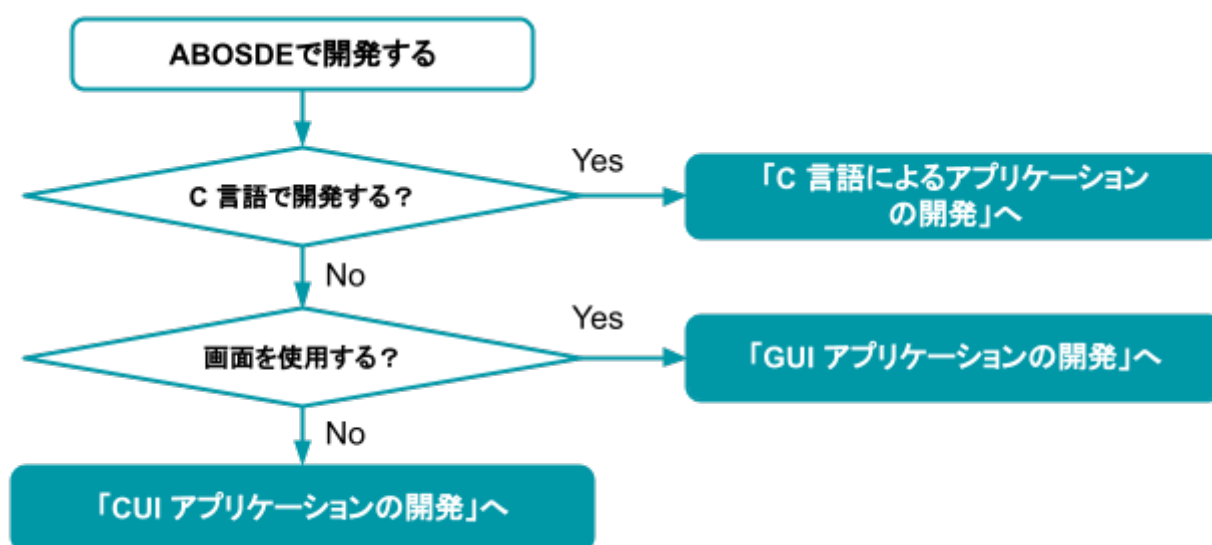 ABOSDEで開発する
C 言語で開発する？
Yes
「C 言語によるアプリケーション
の開発」へ
No
画面を使用する？
Yes
「GUI アプリケーションの開発」へ
No
「CUI アプリケーションの開発」へ